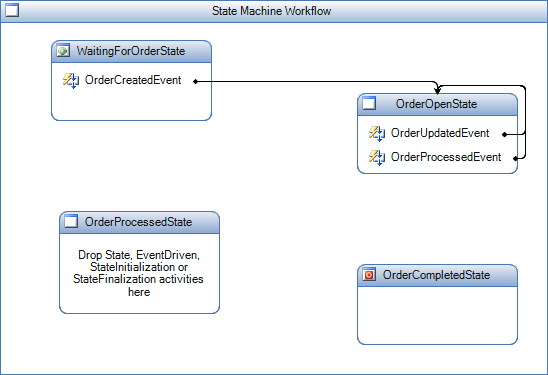 State Machine Workflow
WaitingForOrderState
OrderCreatedEvent
OrderOpenState
OrderUpdatedEvent
OrderProcessedEvent
OrderProcessedState
Drop State, EventDriven,
StateInitialization or
StateFinalization activities
here
OrderCompletedState